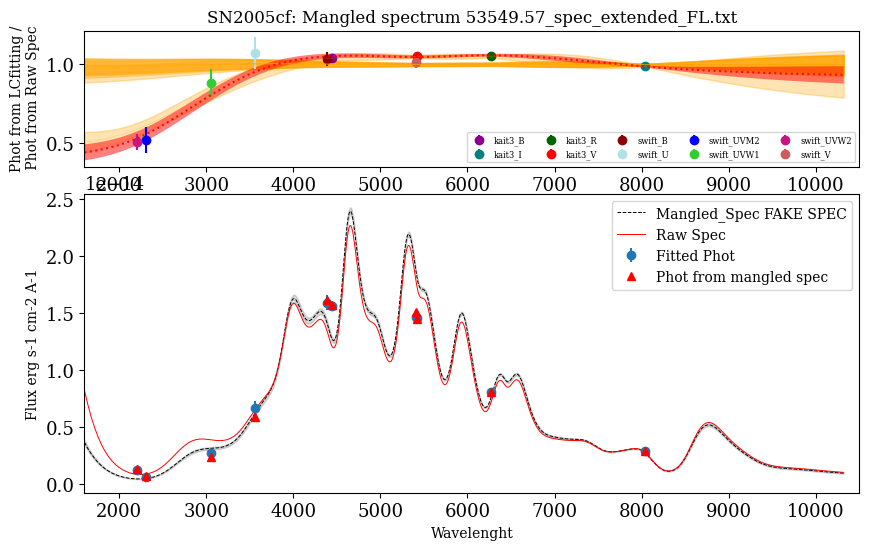 SN2005cf: Mangled spectrum 53549.57_spec_extended_FL.txt
Phot from LCfitting /
Phot from Raw Spec
1.0
0.5
kait3_B kait3_R swift_B swift_UVM2 swift_UVW2
kait3_I kait3_V swift_U swift_UVW1 swift_V
2000 3000 4000 5000 6000 7000 8000 9000 10000
1e−14
Flux erg s-1 cm-2 A-1
2.5
2.0
1.5
1.0
0.5
0.0
Mangled_Spec FAKE SPEC
Raw Spec
Fitted Phot
Phot from mangled spec
2000 3000 4000 5000 6000 7000 8000 9000 10000
Wavelenght